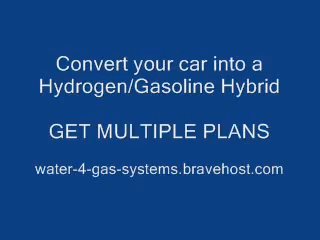 Convert your car into a
Hydrogen/Gasoline Hybrid
GET MULTIPLE PLANS
water-4-gas-systems.bravehost.com